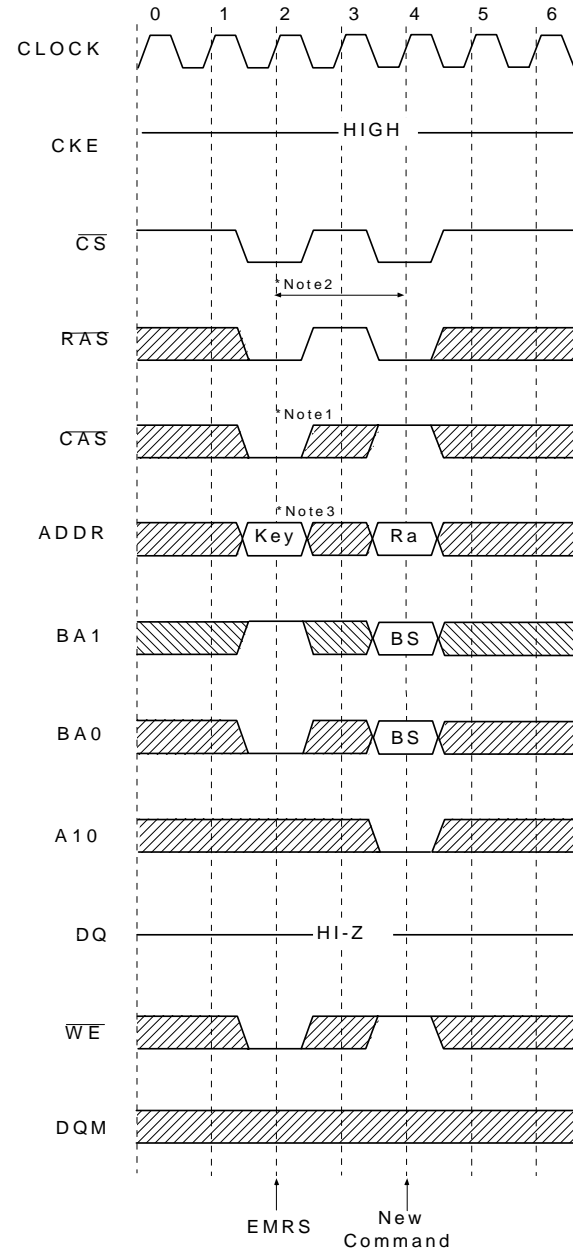 0 1 2 3 4 5 6
CLOCK
HIGH
CKE
CS
*Note2
RAS
*Note1
CAS
*Note3
ADDR Key Ra
BA1 BS
BA0 BS
A10
DQ HI-Z
WE
DQM
EMRS New
Command